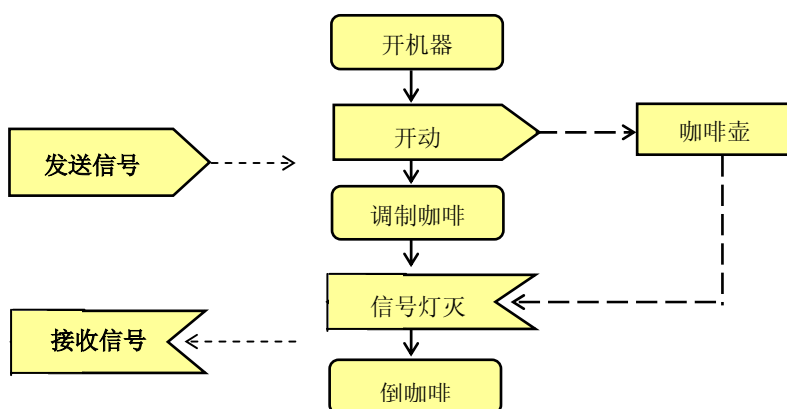 开机器
开动
咖啡壶
发送信号
调制咖啡
信号灯灭
接收信号
倒咖啡